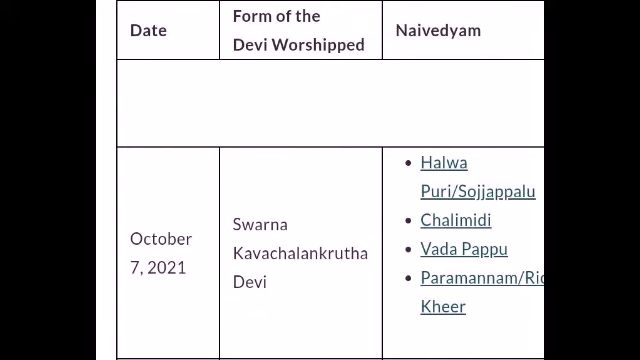 Date
Form of the
Devi Worshipped
Naivedyam
October
7, 2021
Swarna
Kavachalankrutha
Devi
Halwa
Puri/Sojjappalu
Chalimidi
Vada Pappu
Paramannam/Ric
Kheer